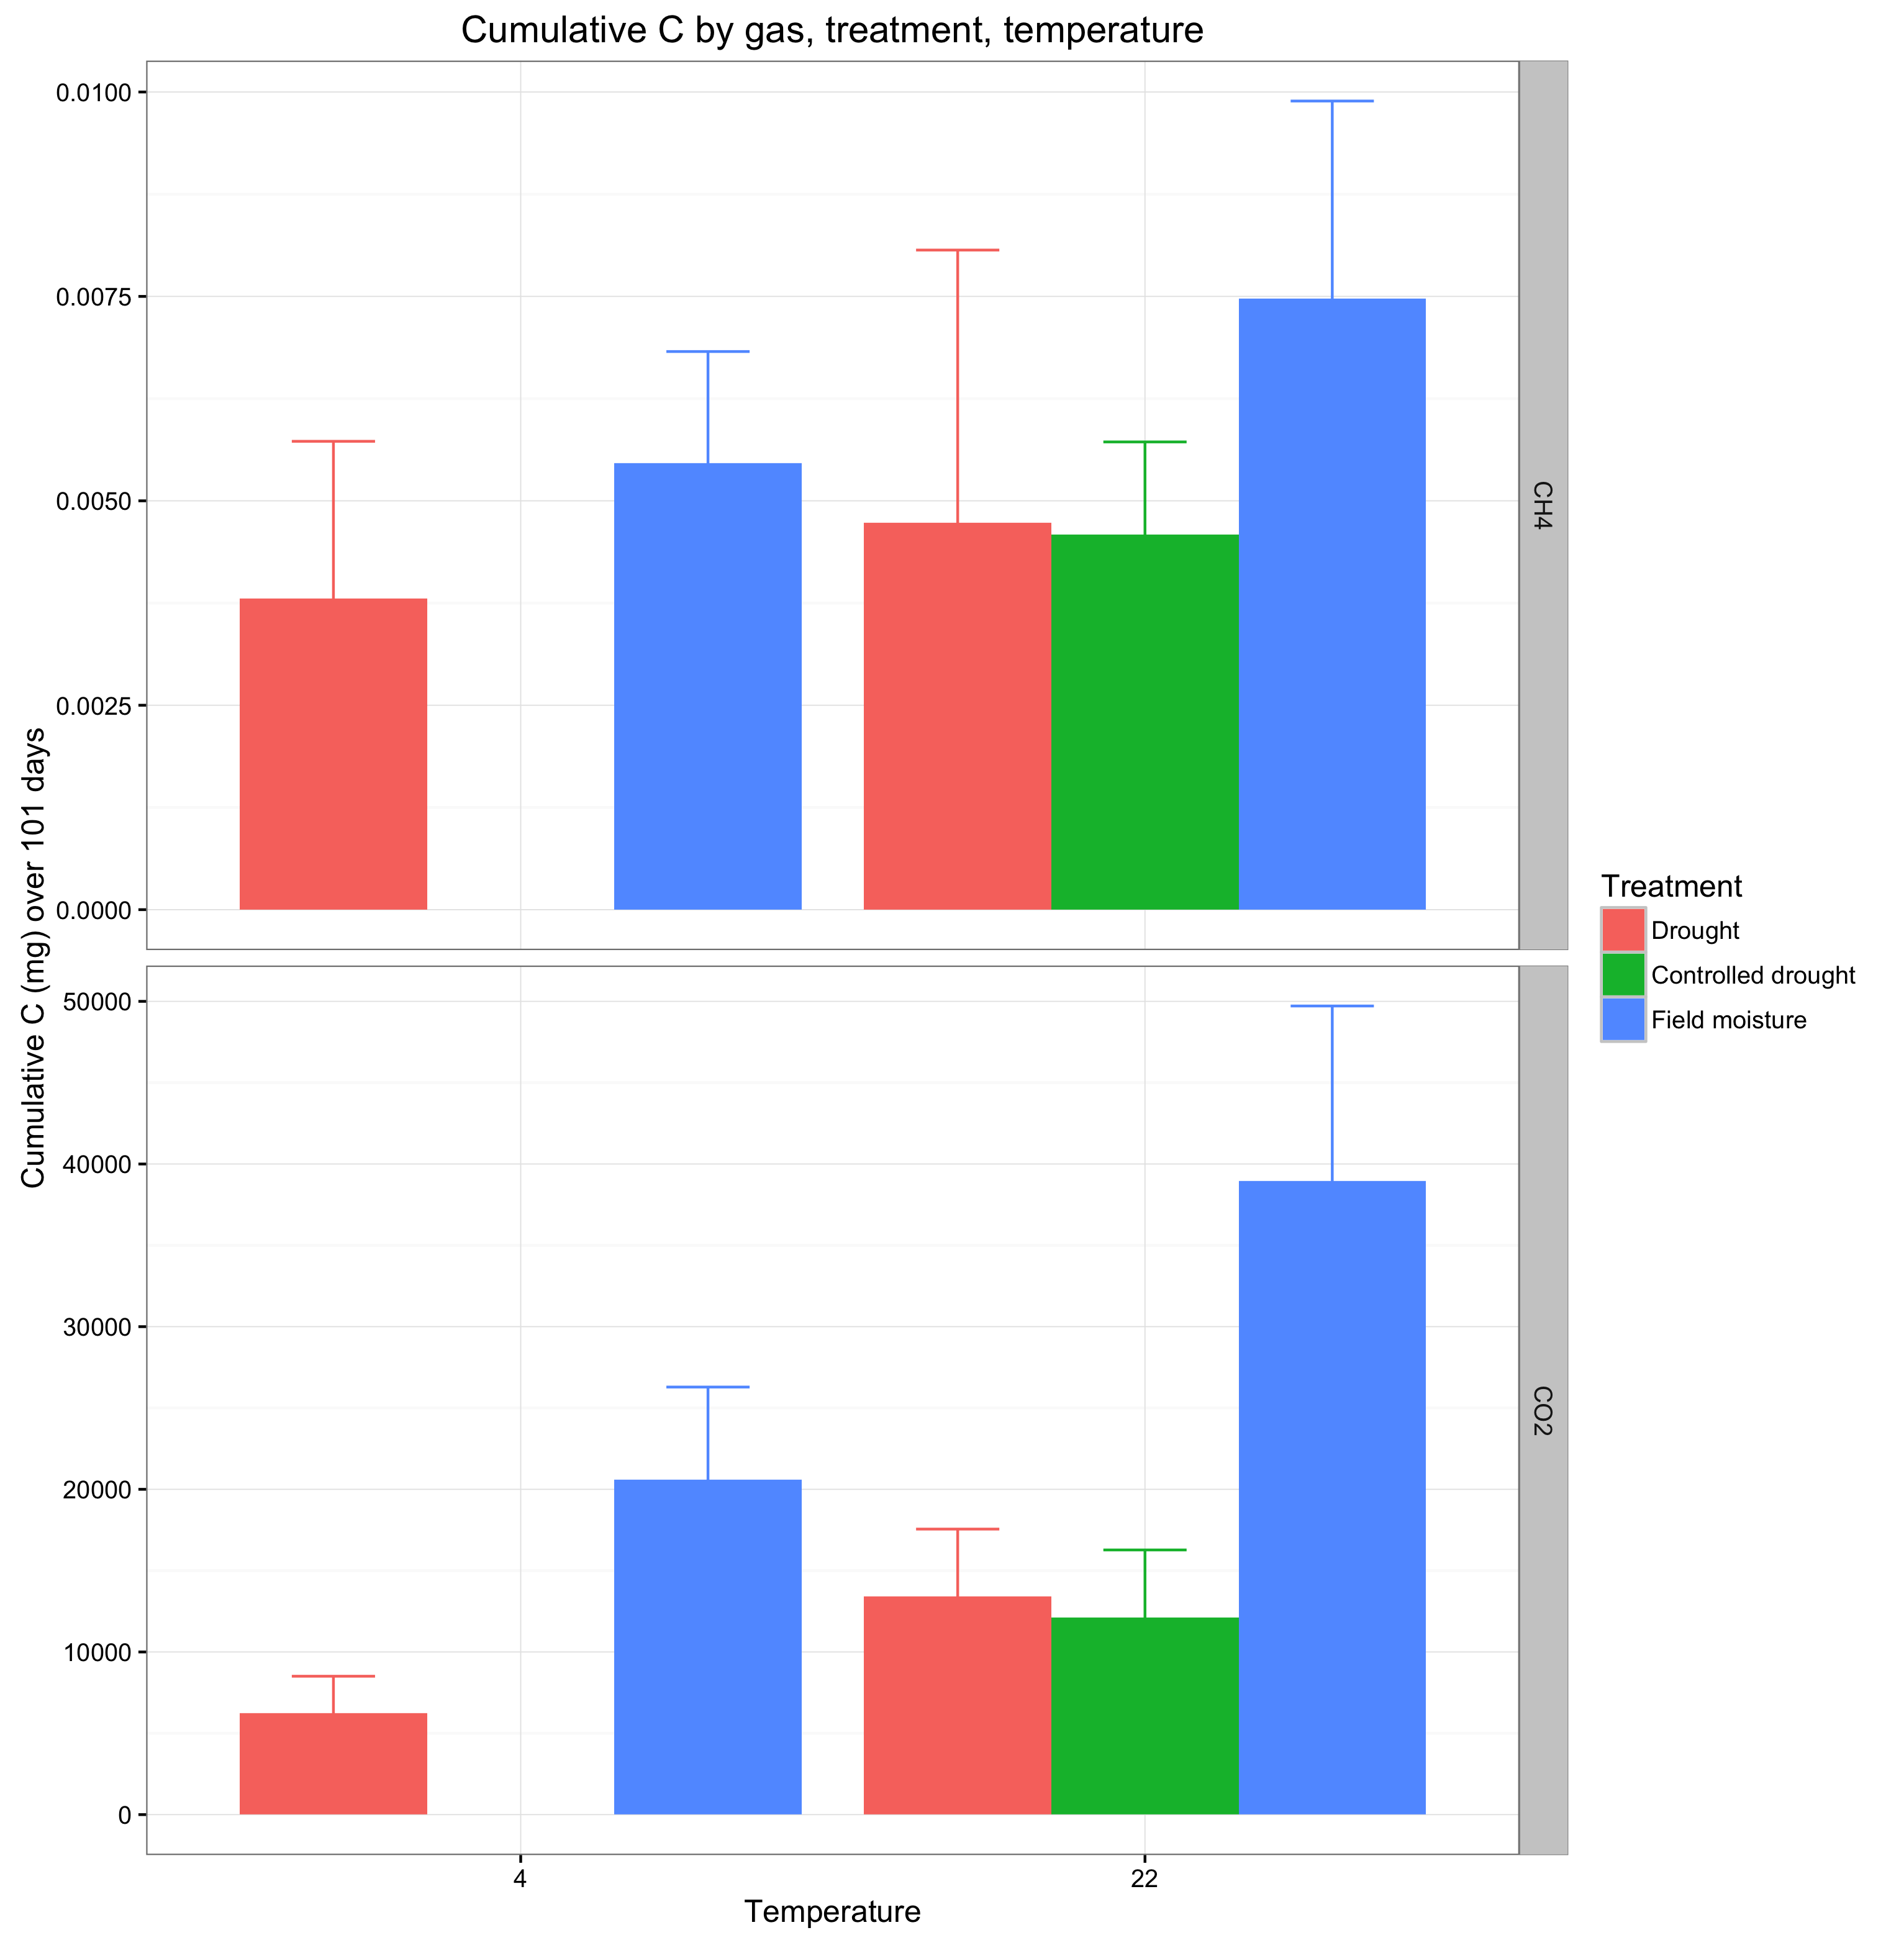 Cumulative C by gas, treatment, temperature
Cumulative C (mg) over 101 days
0.0100
0.0075
0.0050
0.0025
0.0000
CH4
50000
40000
30000
20000
10000
0
CO2
4
22
Temperature
Treatment
Drought
Controlled drought
Field moisture